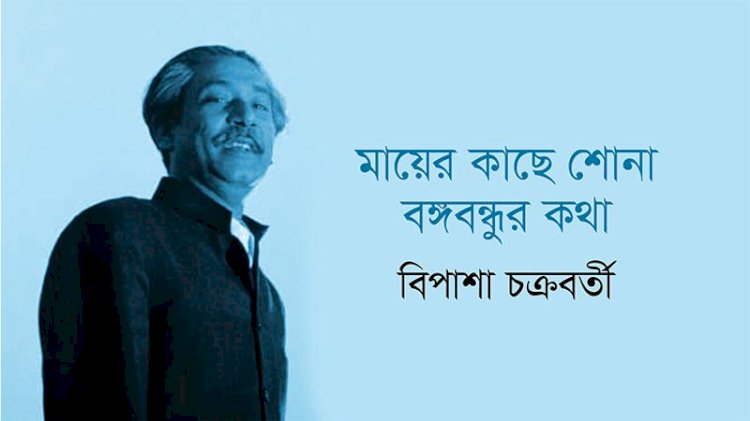 মায়ের কাছে শোনা
বঙ্গবন্ধুর কথা
বিপাশা চক্রবর্তী